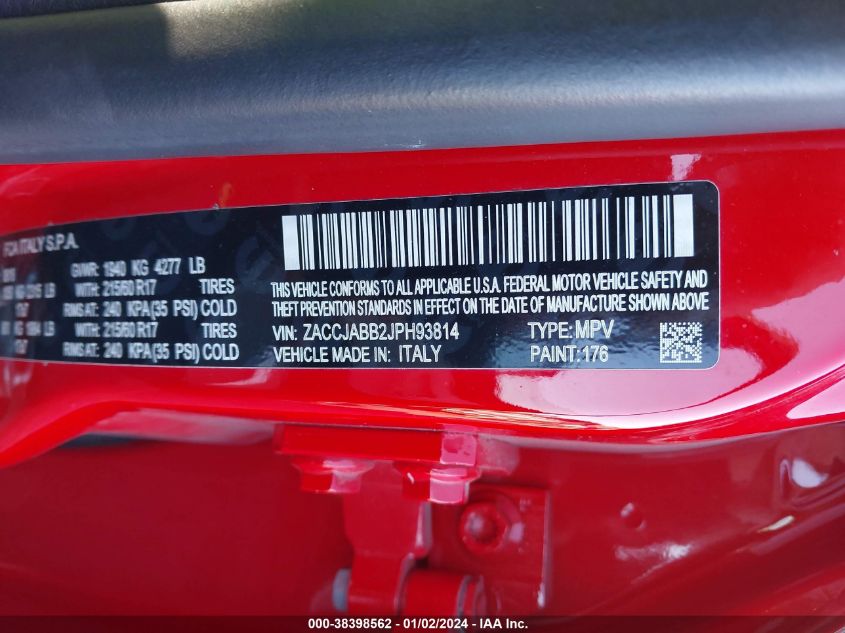 FCA ITALY S.P.A.
GVWR: 1940 KG 4277 LB
WITH: 215/60 R17 TIRES
RIMS AT: 240 KPA (35 PSI) COLD
WITH: 215/60 R17 TIRES
RIMS AT: 240 KPA (35 PSI) COLD
THIS VEHICLE CONFORMS TO ALL APPLICABLE U.S.A. FEDERAL MOTOR VEHICLE SAFETY AND
THEFT PREVENTION STANDARDS IN EFFECT ON THE DATE OF MANUFACTURE SHOWN ABOVE
VIN: ZACCJABB2JPH93814 TYPE: MPV
VEHICLE MADE IN: ITALY PAINT: 176
000-38398562 - 01/02/2024 - IAA Inc.